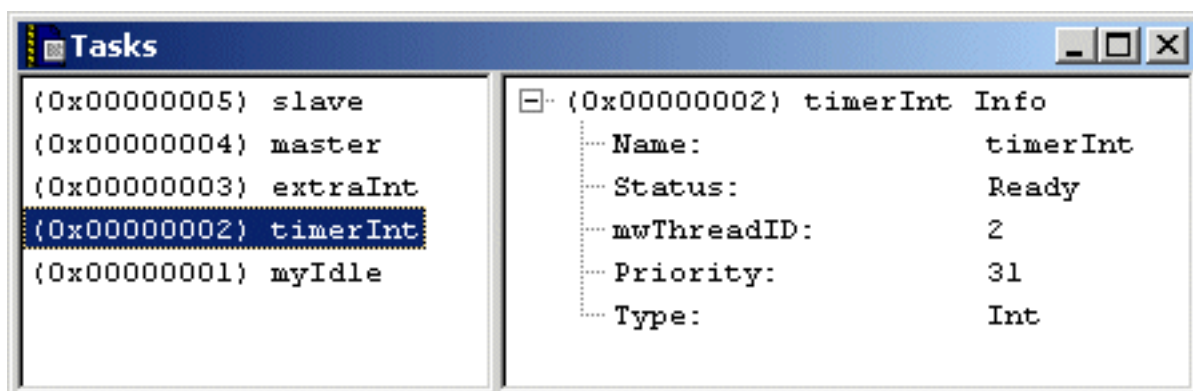 Tasks
(0x00000005) slave
(0x00000004) master
(0x00000003) extraInt
(0x00000002) timerInt
(0x00000001) myIdle
(0x00000002) timerInt Info
Name: timerInt
Status: Ready
mwThreadID: 2
Priority: 31
Type: Int